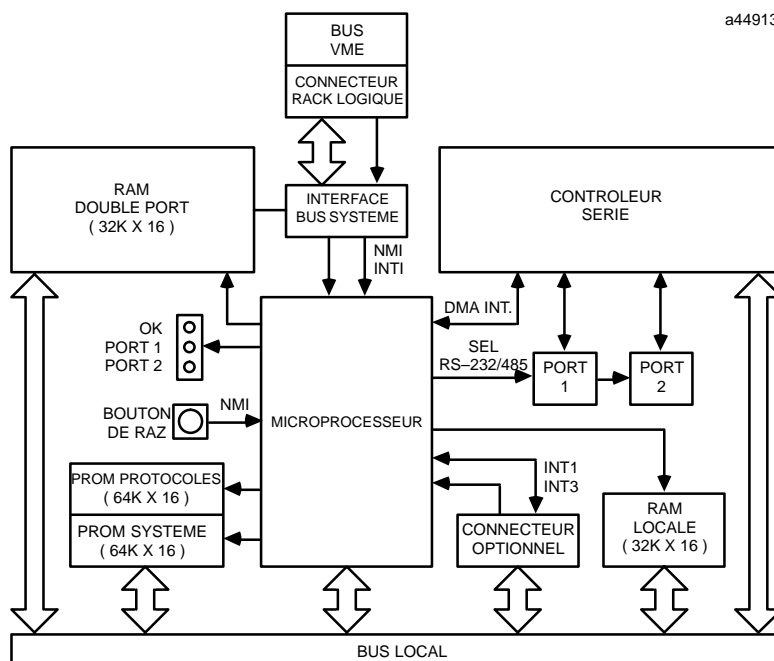 a44913
BUS
VME
CONNECTEUR
RACK LOGIQUE
RAM
DOUBLE PORT
( 32K X 16 )
INTERFACE
BUS SYSTEME
CONTROLEUR
SERIE
NMI
INTI
OK
PORT 1
PORT 2
DMA INT.
SEL
RS–232/485
PORT
1
PORT
2
BOUTON
DE RAZ
NMI
MICROPROCESSEUR
PROM PROTOCOLES
( 64K X 16 )
PROM SYSTEME
( 64K X 16 )
INT1
INT3
CONNECTEUR
OPTIONNEL
RAM
LOCALE
( 32K X 16 )
BUS LOCAL